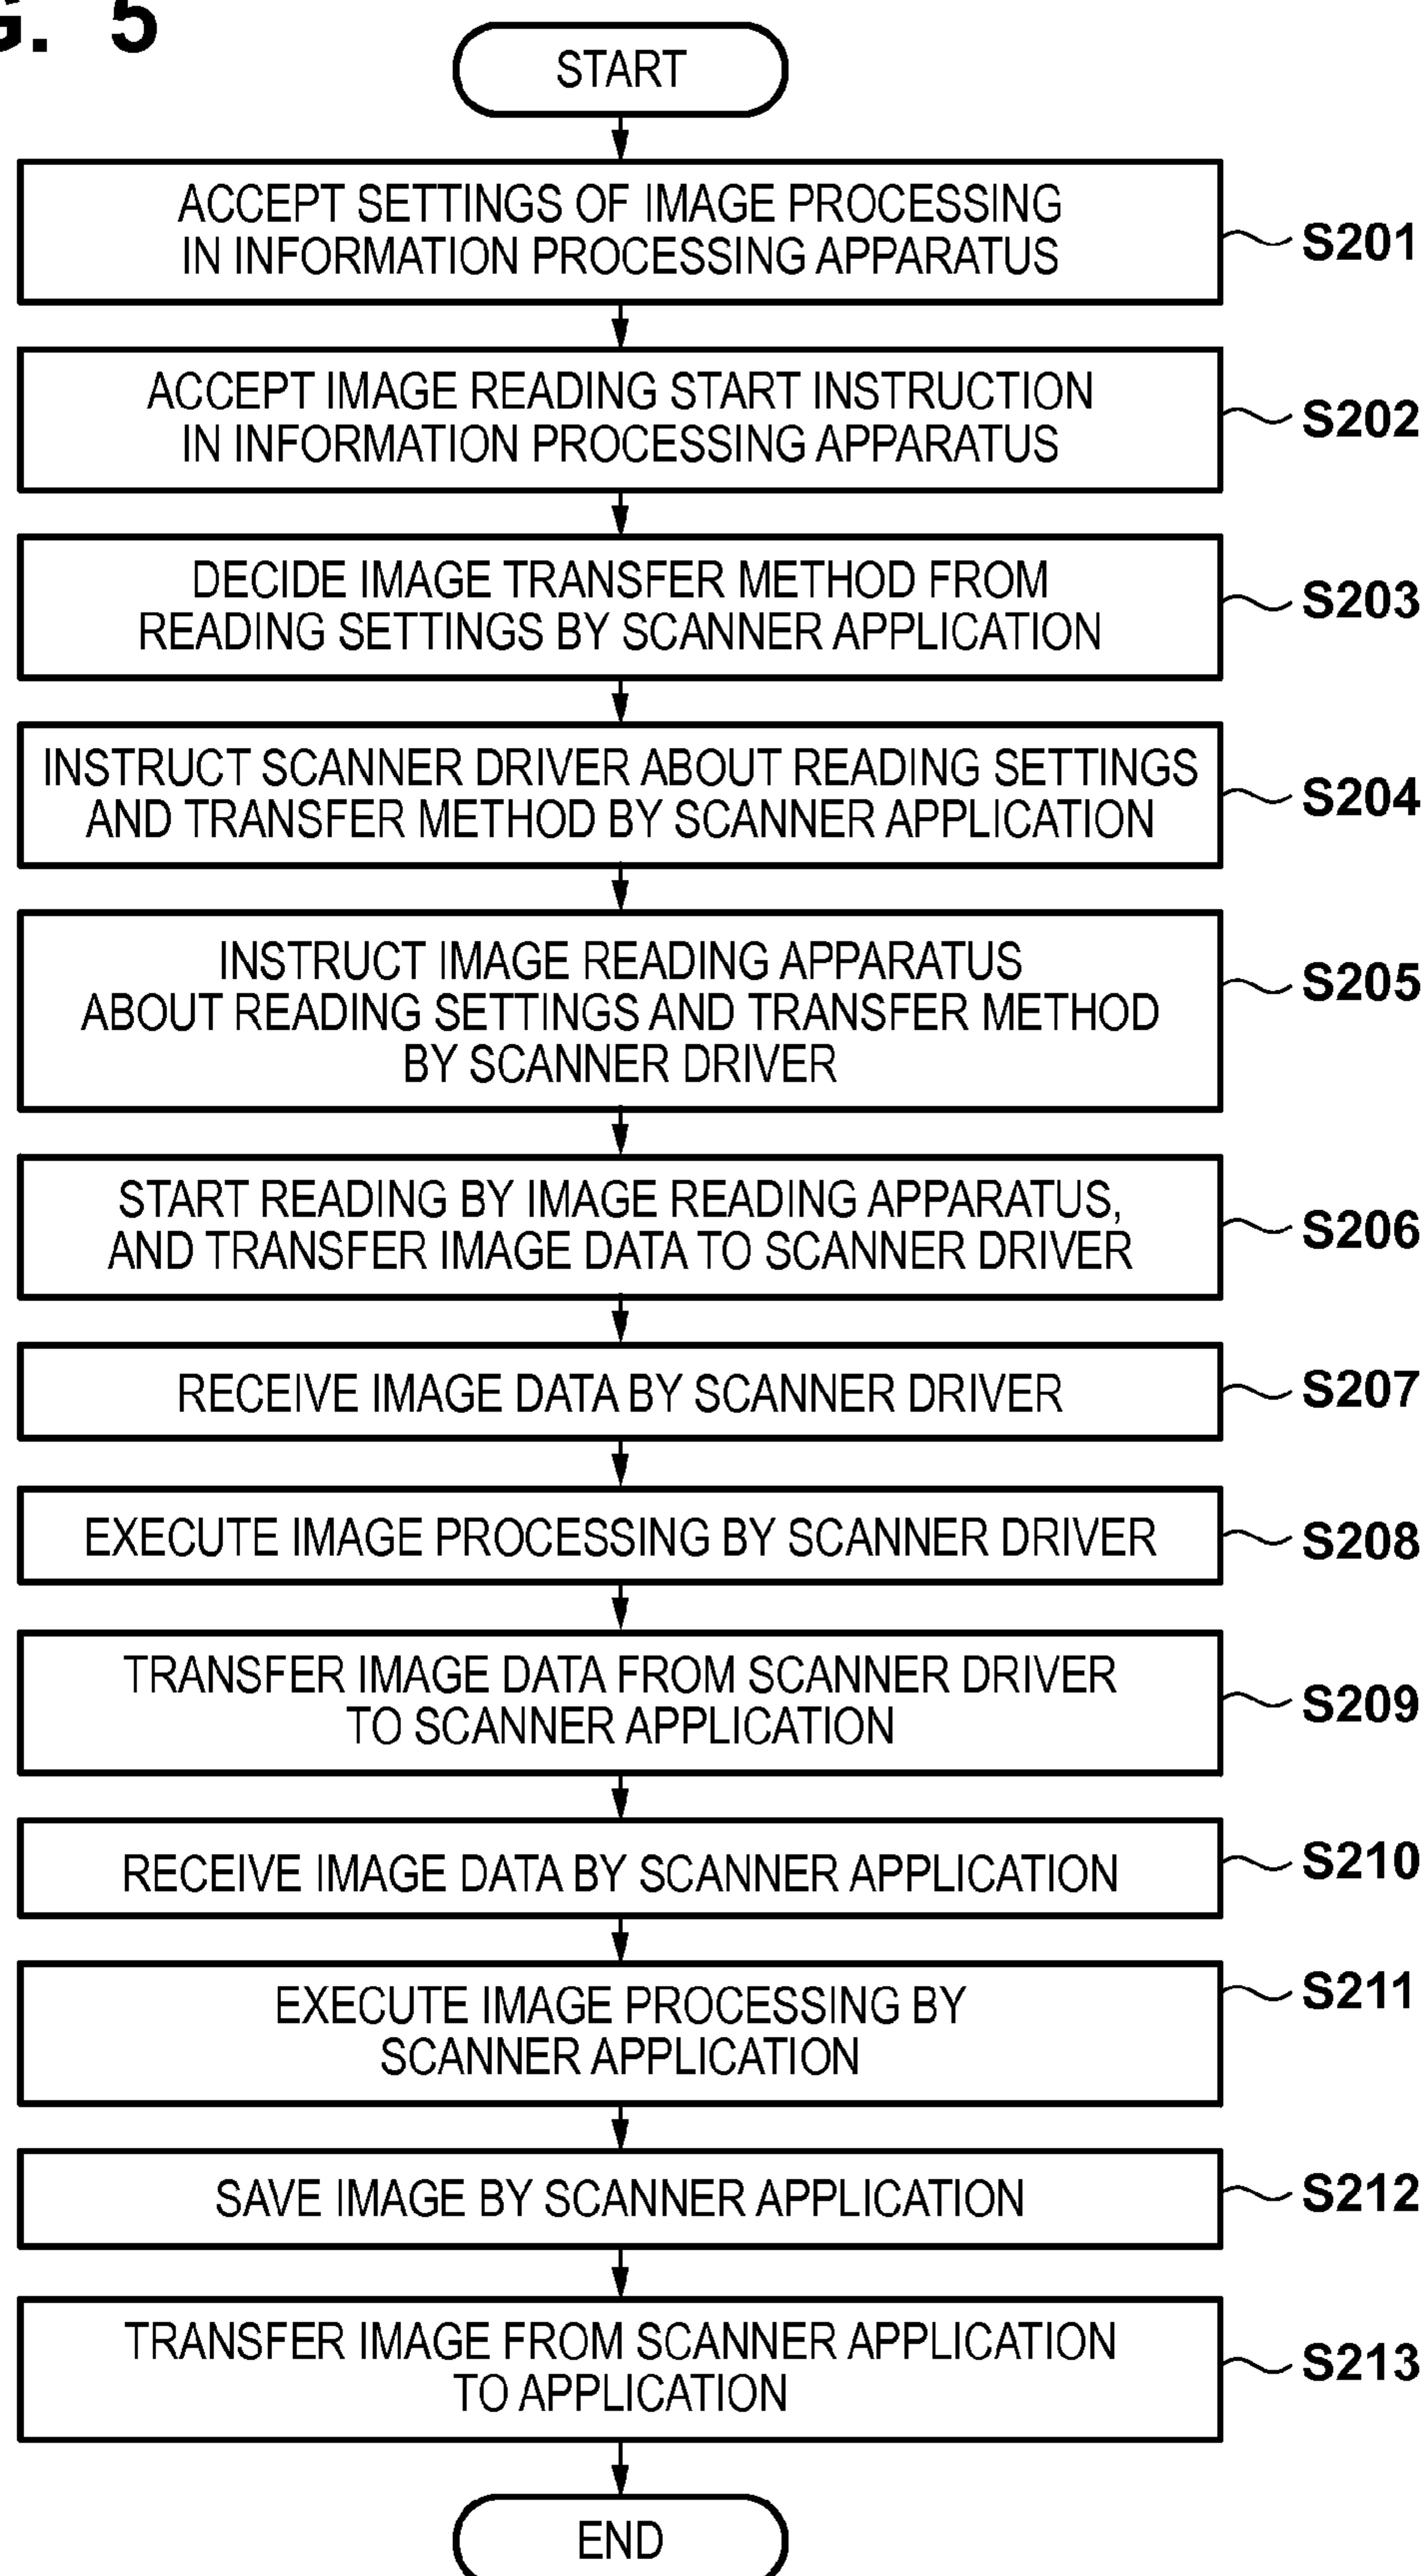 G. 5
START
ACCEPT SETTINGS OF IMAGE PROCESSING
IN INFORMATION PROCESSING APPARATUS
S201
ACCEPT IMAGE READING START INSTRUCTION
IN INFORMATION PROCESSING APPARATUS
S202
DECIDE IMAGE TRANSFER METHOD FROM
READING SETTINGS BY SCANNER APPLICATION
S203
INSTRUCT SCANNER DRIVER ABOUT READING SETTINGS
AND TRANSFER METHOD BY SCANNER APPLICATION
S204
INSTRUCT IMAGE READING APPARATUS
ABOUT READING SETTINGS AND TRANSFER METHOD
BY SCANNER DRIVER
S205
START READING BY IMAGE READING APPARATUS,
AND TRANSFER IMAGE DATA TO SCANNER DRIVER
S206
RECEIVE IMAGE DATA BY SCANNER DRIVER
S207
EXECUTE IMAGE PROCESSING BY SCANNER DRIVER
S208
TRANSFER IMAGE DATA FROM SCANNER DRIVER
TO SCANNER APPLICATION
S209
RECEIVE IMAGE DATA BY SCANNER APPLICATION
S210
EXECUTE IMAGE PROCESSING BY
SCANNER APPLICATION
S211
SAVE IMAGE BY SCANNER APPLICATION
S212
TRANSFER IMAGE FROM SCANNER APPLICATION
TO APPLICATION
S213
END